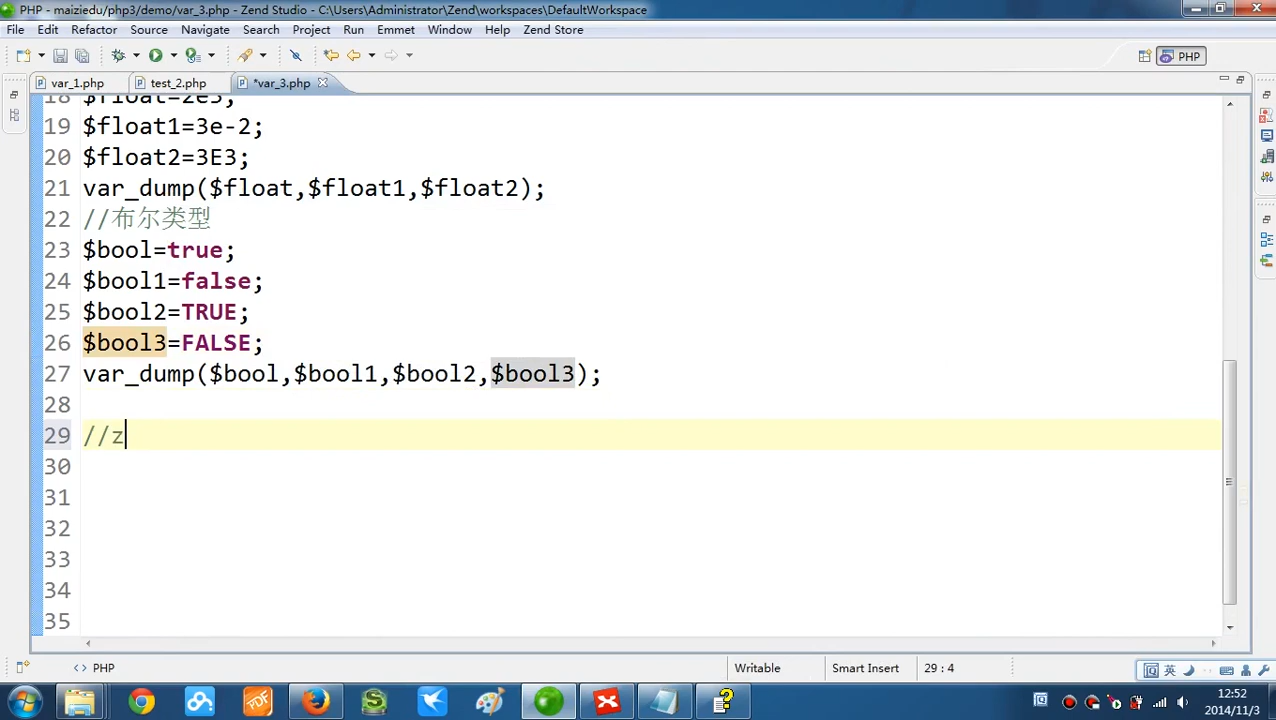 PHP - maiziedu/php3/demo/var_3.php - Zend Studio - C:\Users\Administrator\Zend\workspaces\DefaultWorkspace
File Edit Refactor Source Navigate Search Project Run Emmet Window Help Zend Store
PHP
var_1.php test_2.php *var_3.php
18 $float=2e5;
19 $float1=3e-2;
20 $float2=3E3;
21 var_dump($float,$float1,$float2);
22 //布尔类型
23 $bool=true;
24 $bool1=false;
25 $bool2=TRUE;
26 $bool3=FALSE;
27 var_dump($bool,$bool1,$bool2,$bool3);
28
29 //z
30
31
32
33
34
35
PHP Writable Smart Insert 29 : 4
英
PDF
12:52
2014/11/3